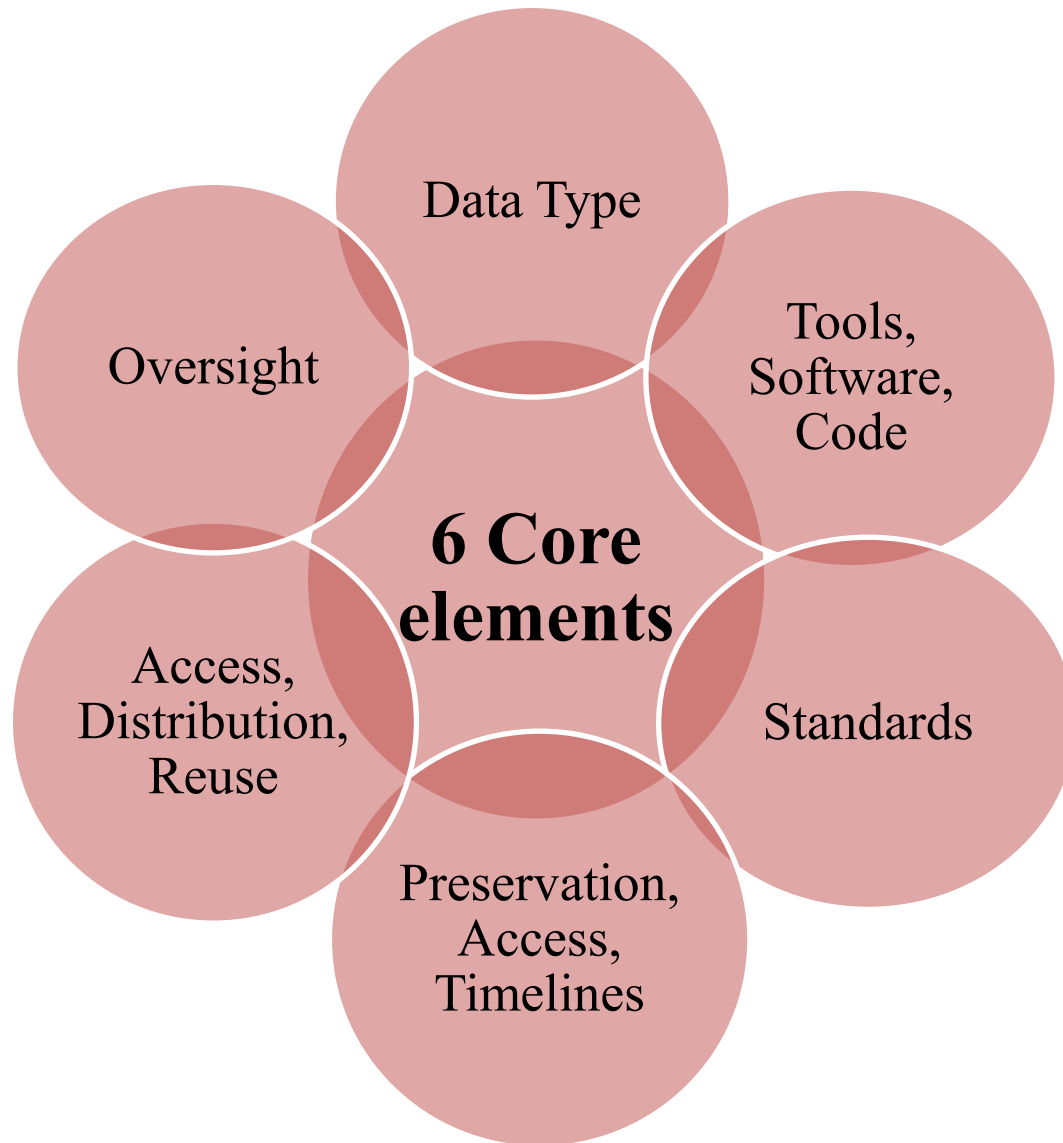 Data Type
Tools,
Software,
Code
Oversight
6 Core
elements
Access,
Distribution,
Reuse
Standards
Preservation,
Access,
Timelines